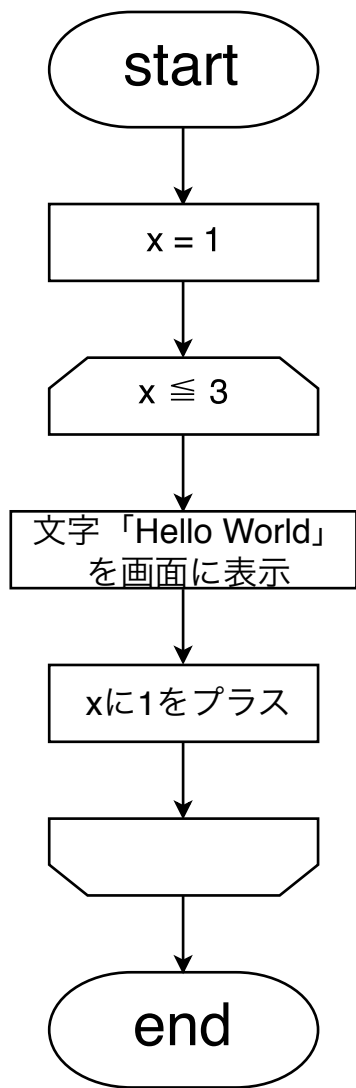 start
x = 1
x ≦ 3
文字「Hello World」
を画面に表示
xに1をプラス
end